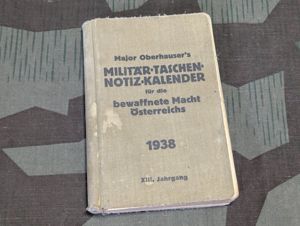 Major Oberhauser's
MILITÄR-TASCHEN-
NOTIZ-KALENDER
für die
bewaffnete Macht
Österreichs
1938
XIII. Jahrgang